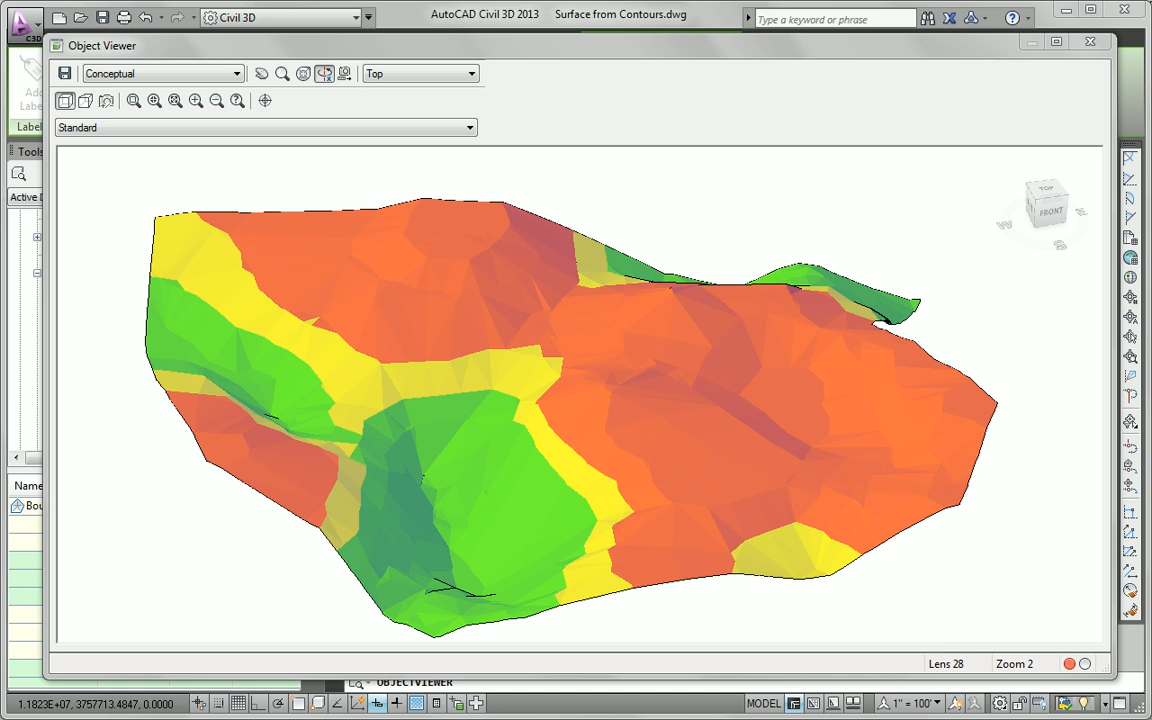 Civil 3D
AutoCAD Civil 3D 2013 Surface from Contours.dwg
Type a keyword or phrase
C3D
Object Viewer
Conceptual
Top
Standard
Label
Tools
Active
TOP
FRONT
W
S
Name
Lens 28
Zoom 2
OBJECTVIEWER
1.1823E+07, 3757713.4847, 0.0000
MODEL
1" = 100'